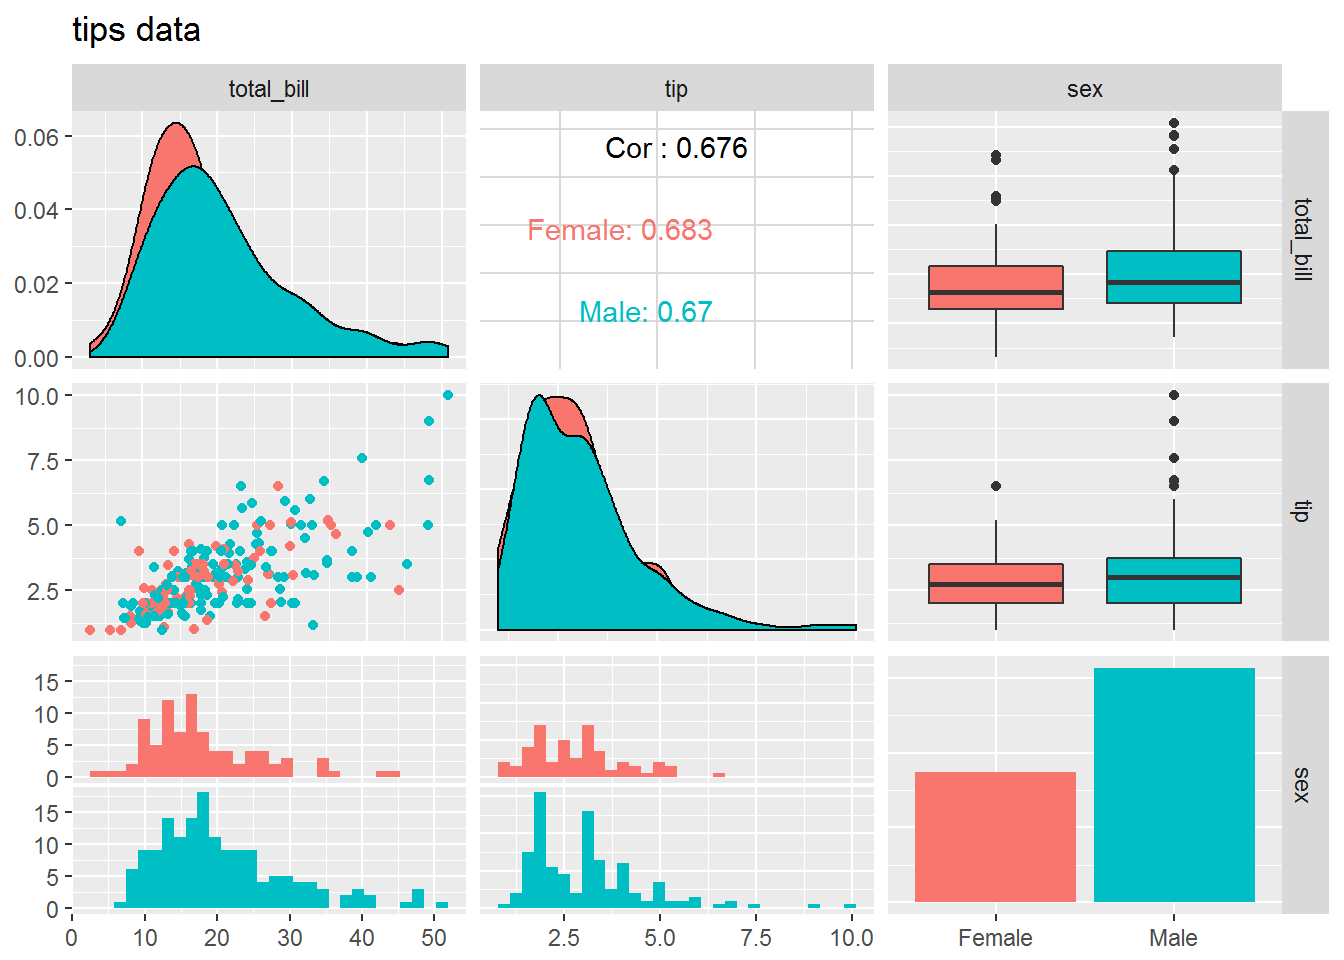 tips data
total_bill
tip
sex
0.06
0.04
0.02
0.00
Cor : 0.676
Female: 0.683
Male: 0.67
total_bill
10.0
7.5
5.0
2.5
tip
15
10
5
0
15
10
5
0
sex
0 10 20 30 40 50
2.5 5.0 7.5 10.0
Female Male